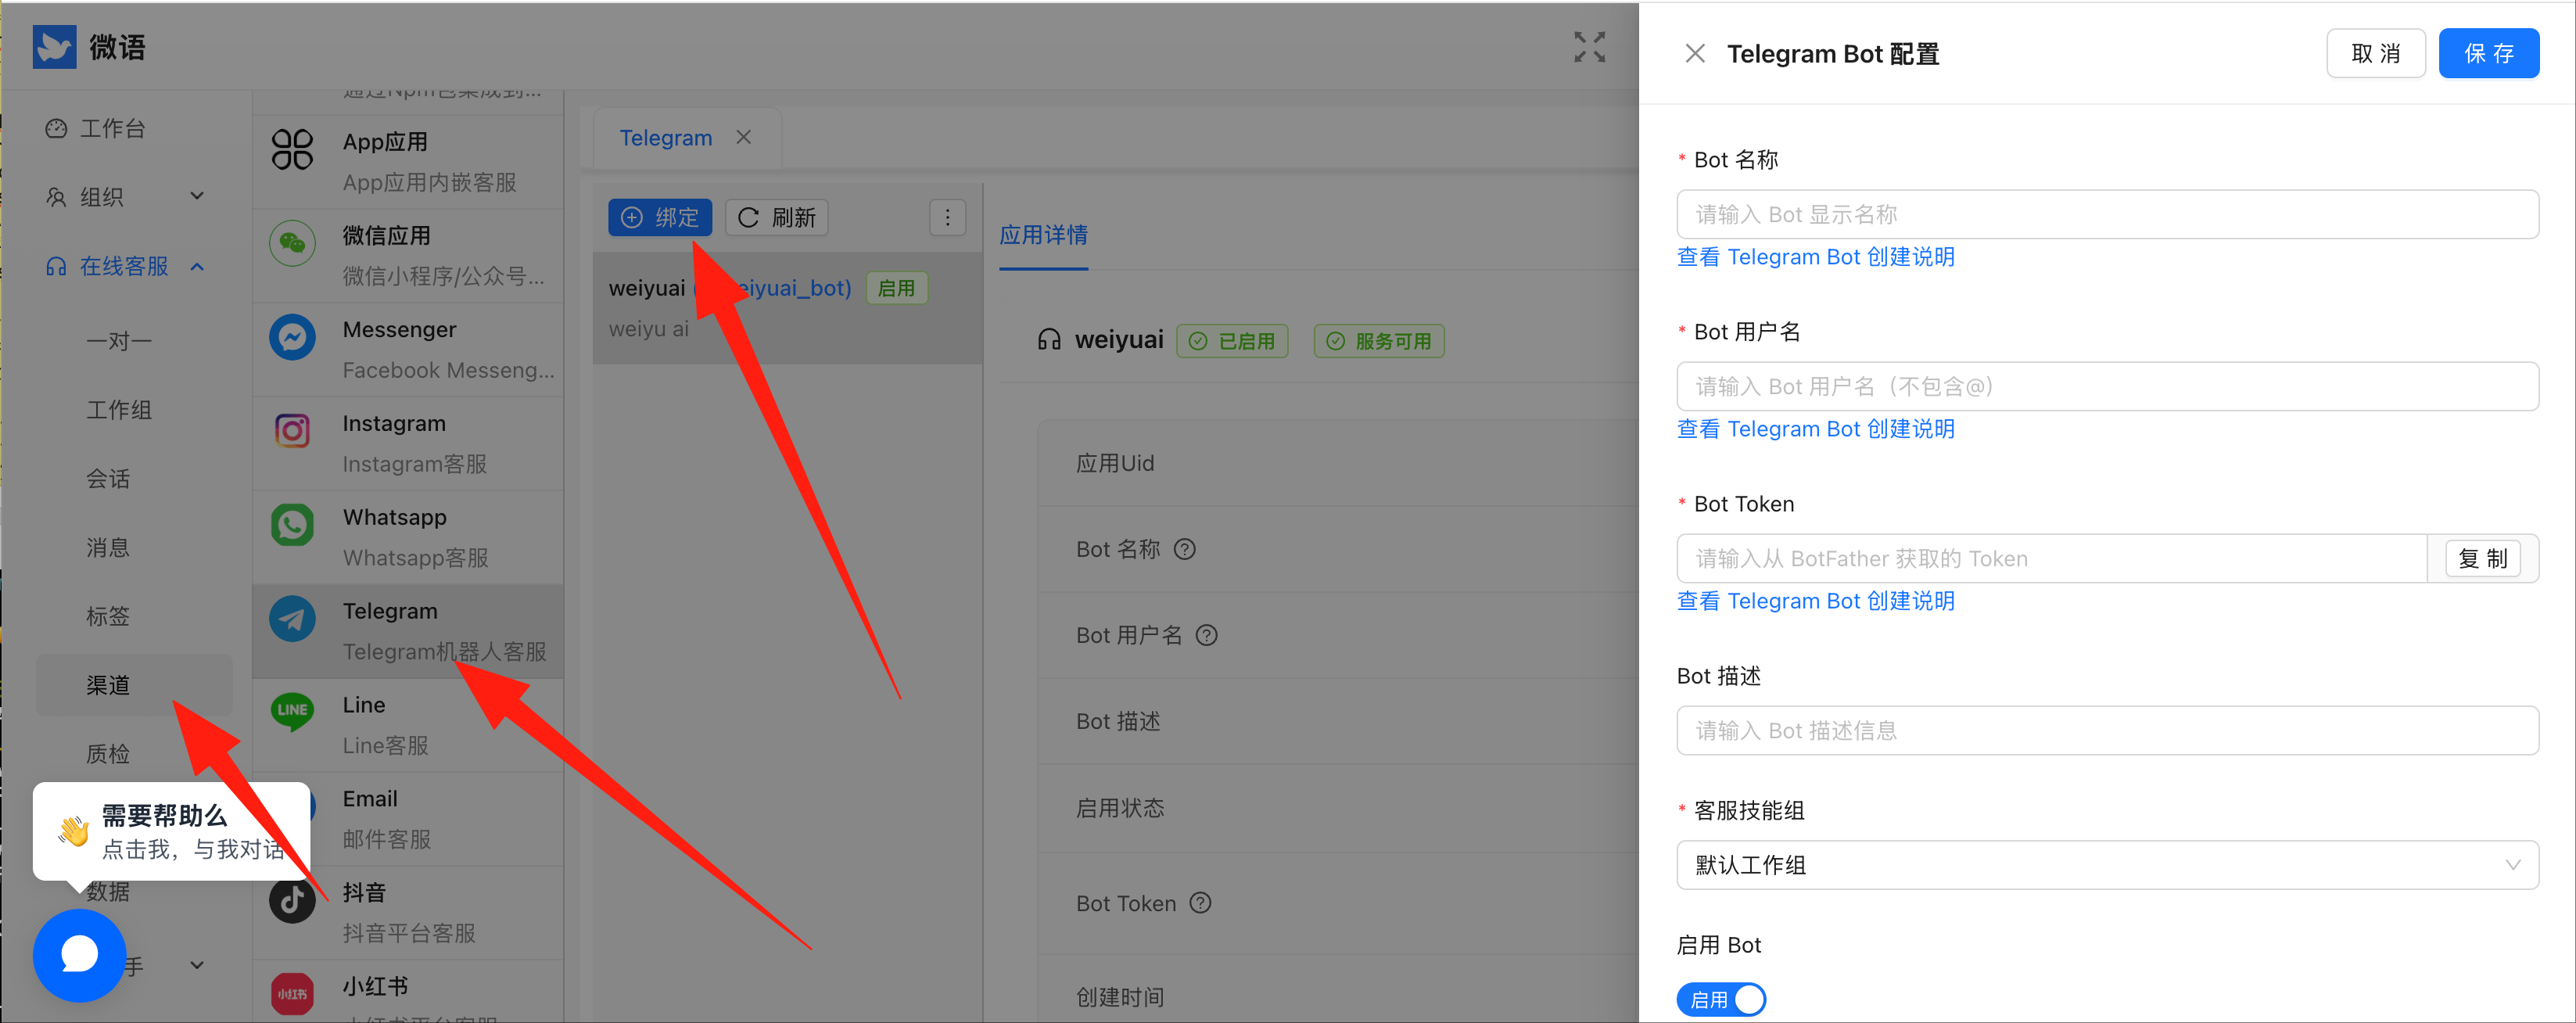 微语
工作台
组织
在线客服
一对一
工作组
会话
消息
标签
渠道
质检
需要帮助么
点击我，与我对话
数据
手
通过Npm包集成到...
App应用
App应用内嵌客服
微信应用
微信小程序/公众号...
Messenger
Facebook Messeng...
Instagram
Instagram客服
Whatsapp
Whatsapp客服
Telegram
Telegram机器人客服
LINE
Line
Line客服
Email
邮件客服
抖音
抖音平台客服
小红书
小红书
Telegram
绑定
刷新
weiyuai
eiyuai_bot)
启用
weiyu ai
应用详情
weiyuai
已启用
服务可用
应用Uid
Bot 名称
Bot 用户名
Bot 描述
启用状态
Bot Token
创建时间
Telegram Bot 配置
取 消
保 存
* Bot 名称
请输入 Bot 显示名称
查看 Telegram Bot 创建说明
* Bot 用户名
请输入 Bot 用户名（不包含@）
查看 Telegram Bot 创建说明
* Bot Token
请输入从 BotFather 获取的 Token
复 制
查看 Telegram Bot 创建说明
Bot 描述
请输入 Bot 描述信息
* 客服技能组
默认工作组
启用 Bot
启用